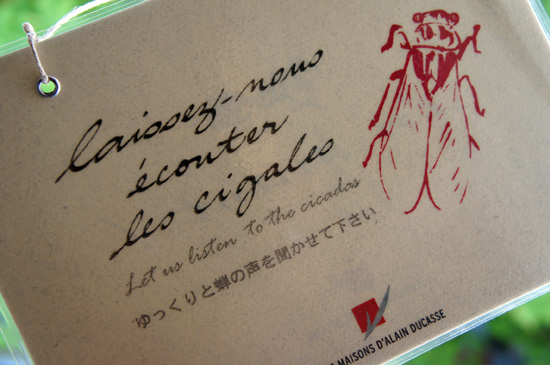 laissez-nous
écouter
les cigales
Let us listen to the cicadas
ゆっくりと蝉の声を聞かせて下さい
MAISONS D'ALAIN DUCASSE